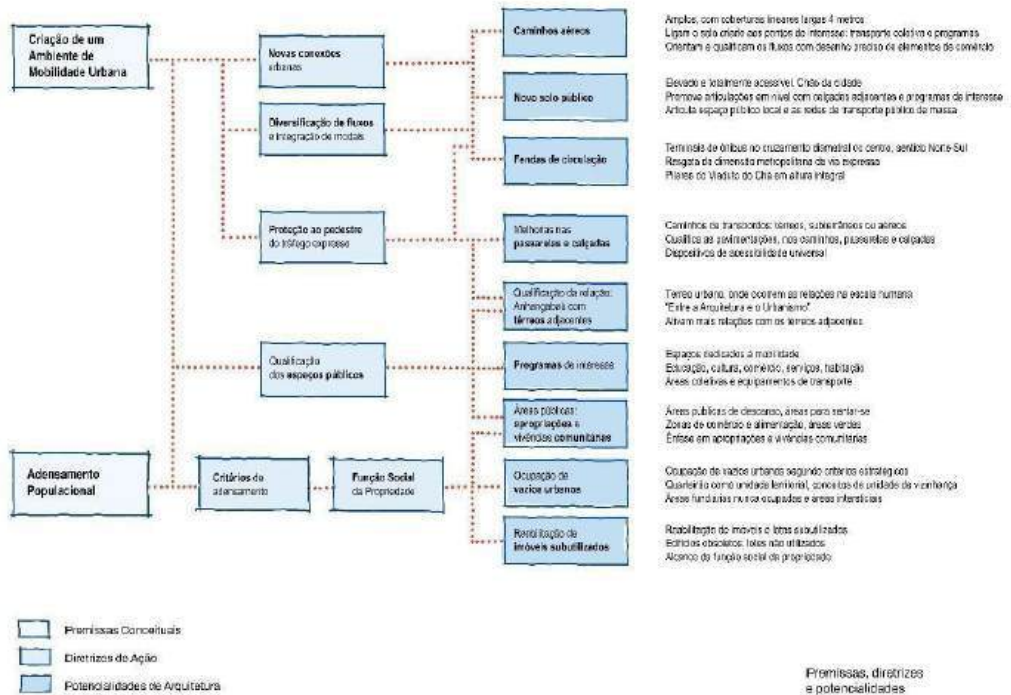 Criação de um
Ambiente de
Mobilidade Urbana
Novas conexões
urbanas
Diversificação de fluxos
e integração de modais
Proteção ao pedestre
do tráfego expresso
Qualificação
dos espaços públicos
Adensamento
Populacional
Critérios de
adensamento
Função Social
da Propriedade
Caminhos aéreos
Amplos, com coberturas lineares largas 4 metros
Ligam o solo criado aos pontos de interesse: transporte coletivo e programas
Orientam e qualificam os fluxos com desenho preciso de elementos de comércio
Novo solo público
Elevado e totalmente acessível. Chão da cidade
Promove articulações em nível com calçadas adjacentes e programas de interesse
Articula espaço público local e as redes de transporte público de massa
Fendas de circulação
Terminais de ônibus no cruzamento diametral do centro, sentido Norte-Sul
Resgata da dimensão metropolitana da via expressa
Pilares do Viaduto do Chá em altura integral
Melhorias nas
passarelas e calçadas
Caminhos de transbordos: térreos, subterrâneos ou aéreos
Qualifica as pavimentações, nos caminhos, passarelas e calçadas
Dispositivos de acessibilidade universal
Qualificação da relação:
Anhangabaú com
térreos adjacentes
Térreo urbano, onde ocorrem as relações na escala humana
"Entre a Arquitetura e o Urbanismo"
Ativam mais relações com os térreos adjacentes
Programas de interesse
Espaços dedicados à mobilidade
Educação, cultura, comércio, serviços, habitação
Áreas coletivas e equipamentos de transporte
Áreas públicas:
apropriações e
vivências comunitárias
Áreas públicas de descanso, áreas para sentar-se
Zonas de comércio e alimentação, áreas verdes
Ênfase em apropriações e vivências comunitárias
Ocupação de
vazios urbanos
Ocupação de vazios urbanos segundo critérios estratégicos
Quarteirão como unidade territorial, conceitos de unidade da vizinhança
Áreas fundiárias nunca ocupadas e áreas intersticiais
Reabilitação de
imóveis subutilizados
Reabilitação de imóveis e lotes subutilizados
Edifícios obsoletos: lotes não utilizados
Alcance da função social da propriedade
Premissas Conceituais
Diretrizes de Ação
Potencialidades de Arquitetura
Premissas, diretrizes
e potencialidades